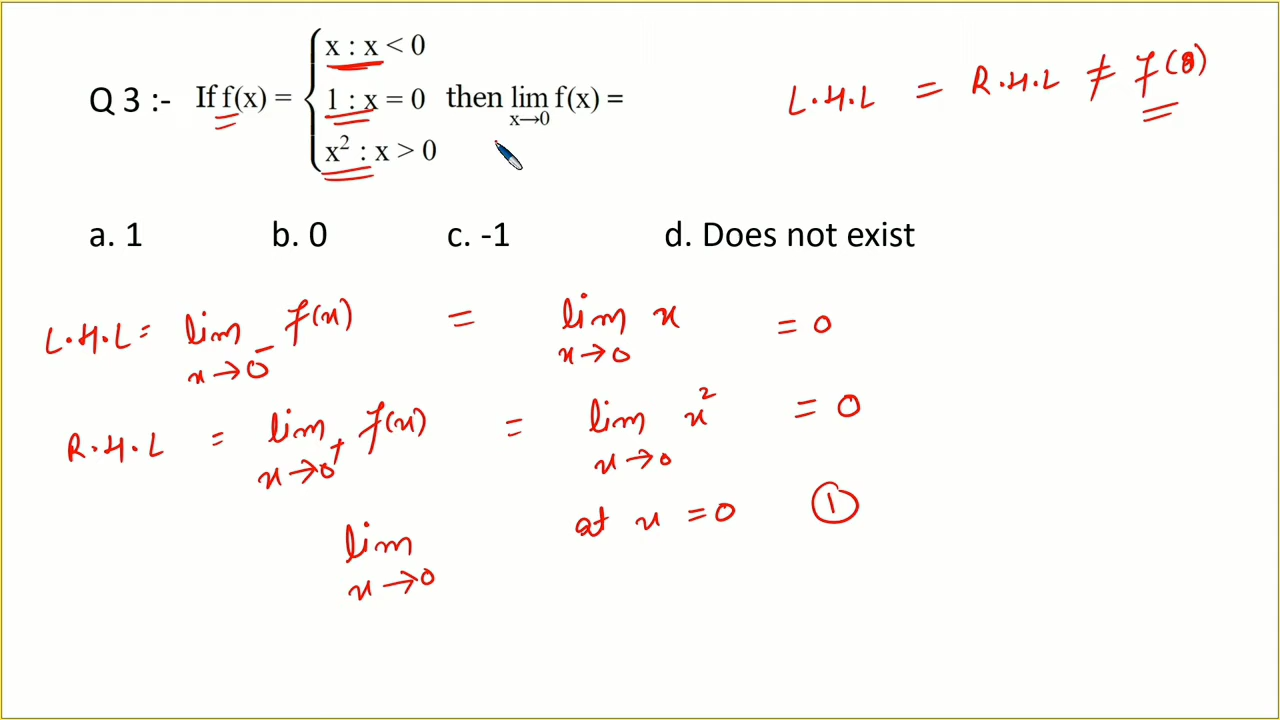 x : x < 0
Q 3 :- If f(x) = 1 : x = 0 then lim f(x) =
x→0
x² : x > 0
L.H.L = R.H.L ≠ f(0)
a. 1 b. 0 c. -1 d. Does not exist
L.H.L = lim f(x) = lim x = 0
x→0⁻ x→0
R.H.L = lim f(x) = lim x² = 0
x→0⁺ x→0
at x = 0 1
lim
x→0